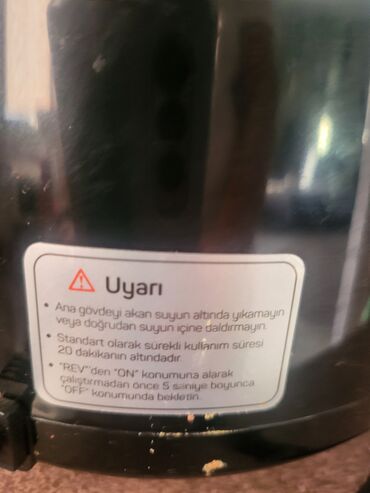 Uyarı
• Ana gövdeyi akan suyun altında yıkamayın
veya doğrudan suyun içine daldırmayın.
• Standart olarak sürekli kullanım süresi
20 dakikanın altındadır.
• "REV"den "ON" konumuna alarak
çalıştırmadan önce 5 saniye boyunca
"OFF" konumunda bekletin.